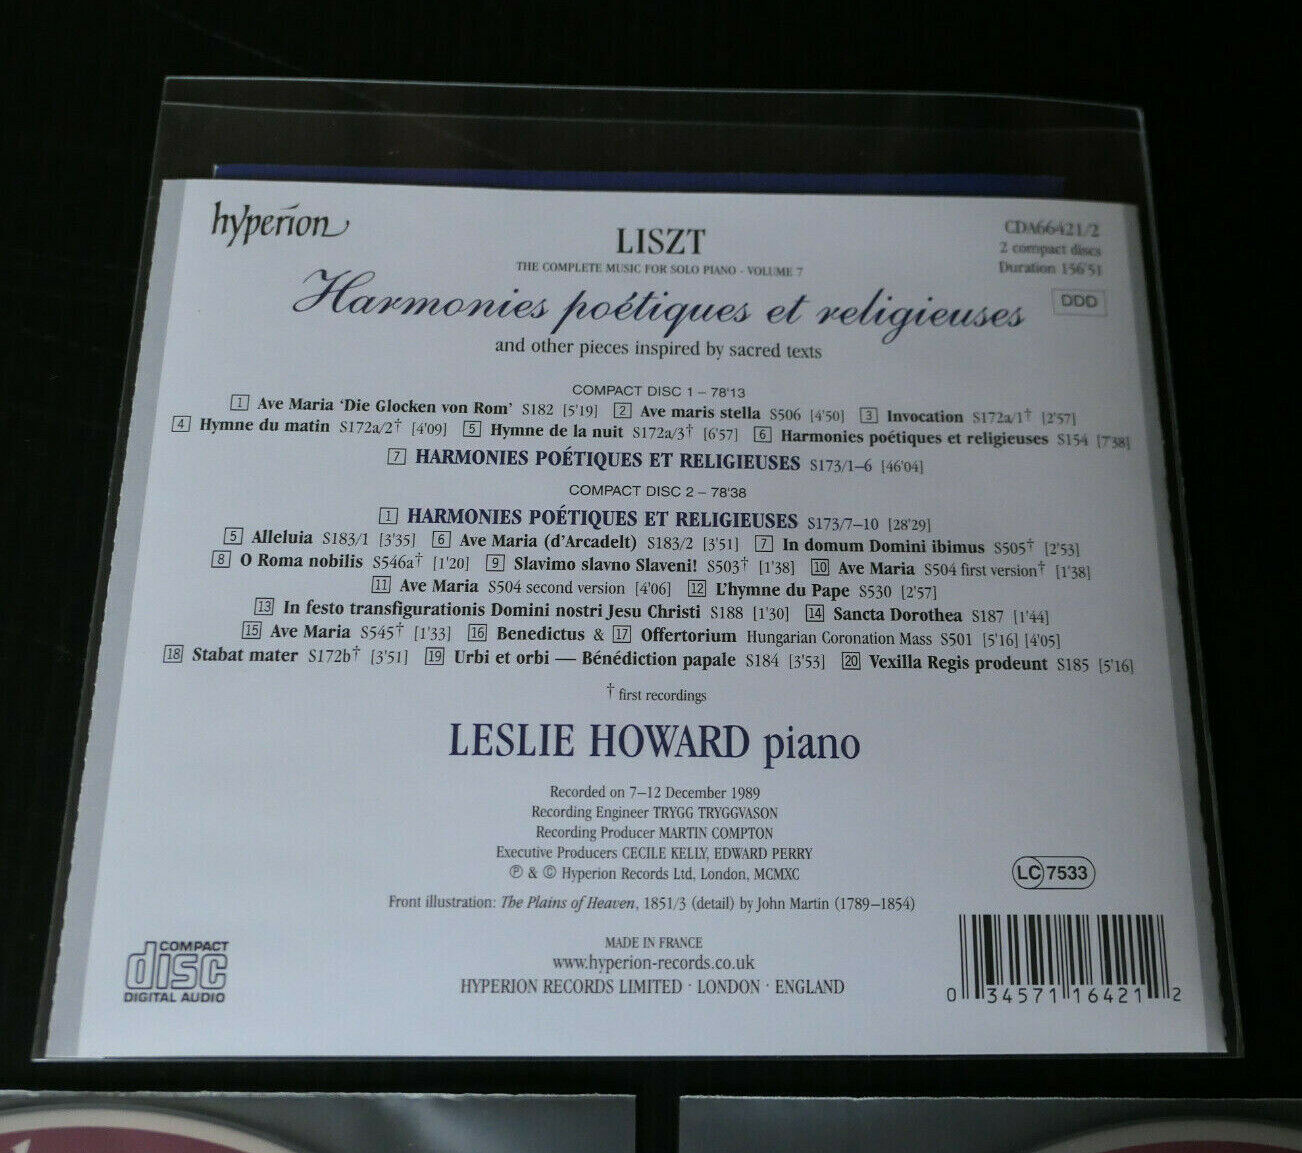 hyperion
CDA66421/2
2 compact discs
Duration 156'51
DDD
LISZT
THE COMPLETE MUSIC FOR SOLO PIANO · VOLUME 7
Harmonies poétiques et religieuses
and other pieces inspired by sacred texts
COMPACT DISC 1 – 78'13
1 Ave Maria 'Die Glocken von Rom' S182 [5'19] 2 Ave maris stella S506 [4'50] 3 Invocation S172a/1† [2'57]
4 Hymne du matin S172a/2† [4'09] 5 Hymne de la nuit S172a/3† [6'57] 6 Harmonies poétiques et religieuses S154 [7'38]
7 HARMONIES POÉTIQUES ET RELIGIEUSES S173/1–6 [46'04]
COMPACT DISC 2 – 78'38
1 HARMONIES POÉTIQUES ET RELIGIEUSES S173/7–10 [28'29]
5 Alleluia S183/1 [3'35] 6 Ave Maria (d'Arcadelt) S183/2 [3'51] 7 In domum Domini ibimus S505† [2'53]
8 O Roma nobilis S546a† [1'20] 9 Slavimo slavno Slaveni! S503† [1'38] 10 Ave Maria S504 first version† [1'38]
11 Ave Maria S504 second version [4'06] 12 L'hymne du Pape S530 [2'57]
13 In festo transfigurationis Domini nostri Jesu Christi S188 [1'30] 14 Sancta Dorothea S187 [1'44]
15 Ave Maria S545† [1'33] 16 Benedictus & 17 Offertorium Hungarian Coronation Mass S501 [5'16] [4'05]
18 Stabat mater S172b† [3'51] 19 Urbi et orbi — Bénédiction papale S184 [3'53] 20 Vexilla Regis prodeunt S185 [5'16]
† first recordings
LESLIE HOWARD piano
Recorded on 7–12 December 1989
Recording Engineer TRYGG TRYGGVASON
Recording Producer MARTIN COMPTON
Executive Producers CECILE KELLY, EDWARD PERRY
℗ & © Hyperion Records Ltd, London, MCMXC
LC 7533
Front illustration: The Plains of Heaven, 1851/3 (detail) by John Martin (1789–1854)
MADE IN FRANCE
www.hyperion-records.co.uk
HYPERION RECORDS LIMITED · LONDON · ENGLAND
COMPACT
disc
DIGITAL AUDIO
0 34571 16421 2